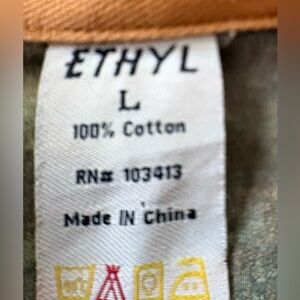 ETHYL
L
100% Cotton
RN# 103413
Made IN China